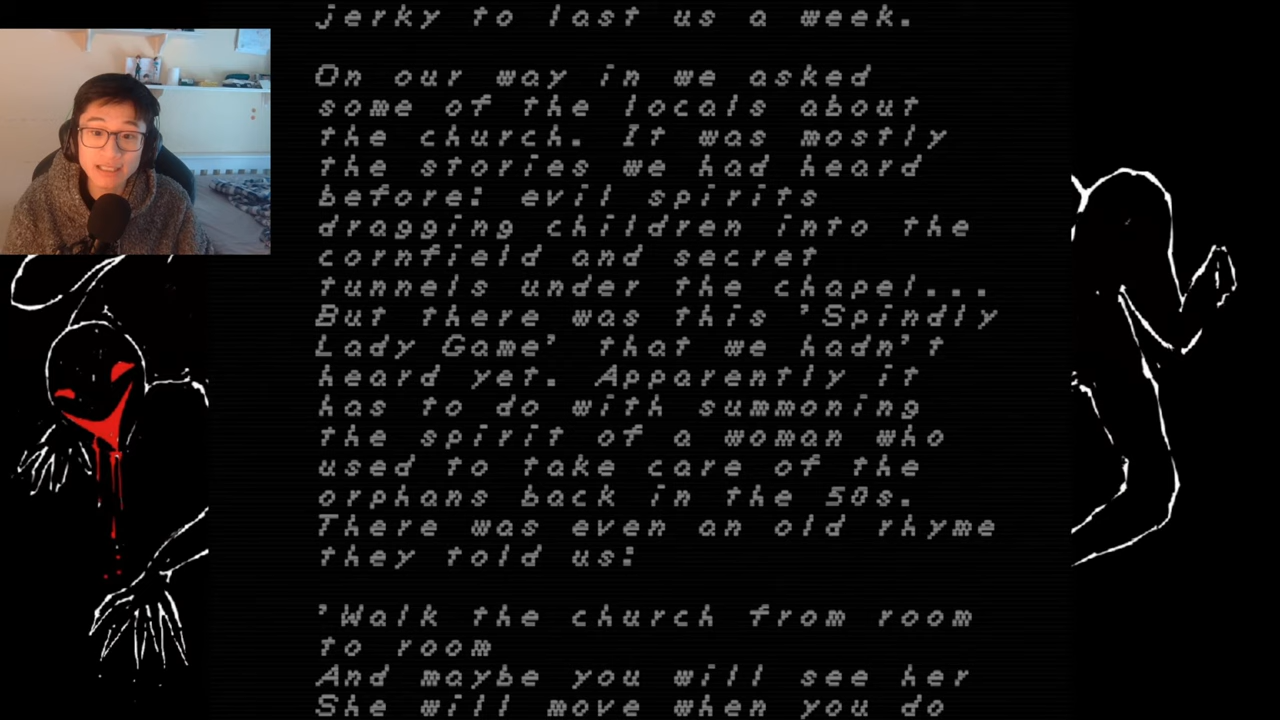 jerky to last us a week.
On our way in we asked
some of the locals about
the church. It was mostly
the stories we had heard
before: evil spirits
dragging children into the
cornfield and secret
tunnels under the chapel...
But there was this 'Spindly
Lady Game' that we hadn't
heard yet. Apparently it
has to do with summoning
the spirit of a woman who
used to take care of the
orphans back in the 50s.
There was even an old rhyme
they told us:
'Walk the church from room
to room
And maybe you will see her
She will move when you do